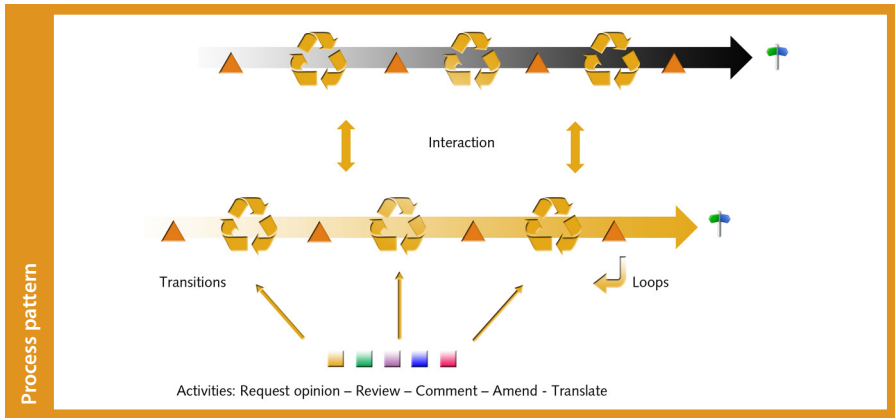 Process pattern
Interaction
Transitions
Loops
Activities: Request opinion – Review – Comment – Amend - Translate